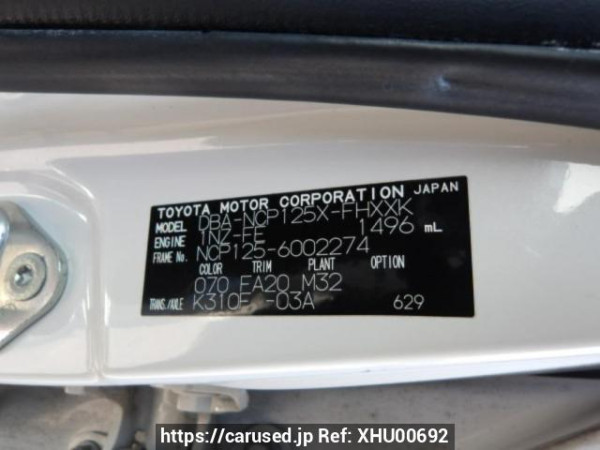 TOYOTA MOTOR CORPORATION JAPAN
MODEL DBA-NCP125X-FHXXK
ENGINE 1NZ-FE 1496 mL
FRAME No. NCP125-6002274
COLOR TRIM PLANT OPTION
070 FA20 M32
TRANS./AXLE K310F -03A 629
https://carused.jp Ref: XHU00692